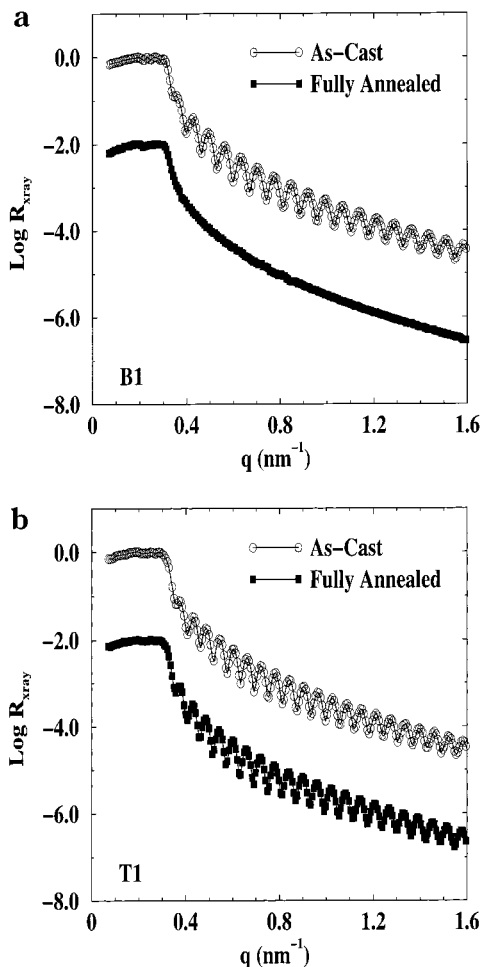 a
0.0
−2.0
−4.0
−6.0
−8.0
Log R_xray
As−Cast
Fully Annealed
B1
0 0.4 0.8 1.2 1.6
q (nm⁻¹)
b
0.0
−2.0
−4.0
−6.0
−8.0
Log R_xray
As−Cast
Fully Annealed
T1
0 0.4 0.8 1.2 1.6
q (nm⁻¹)